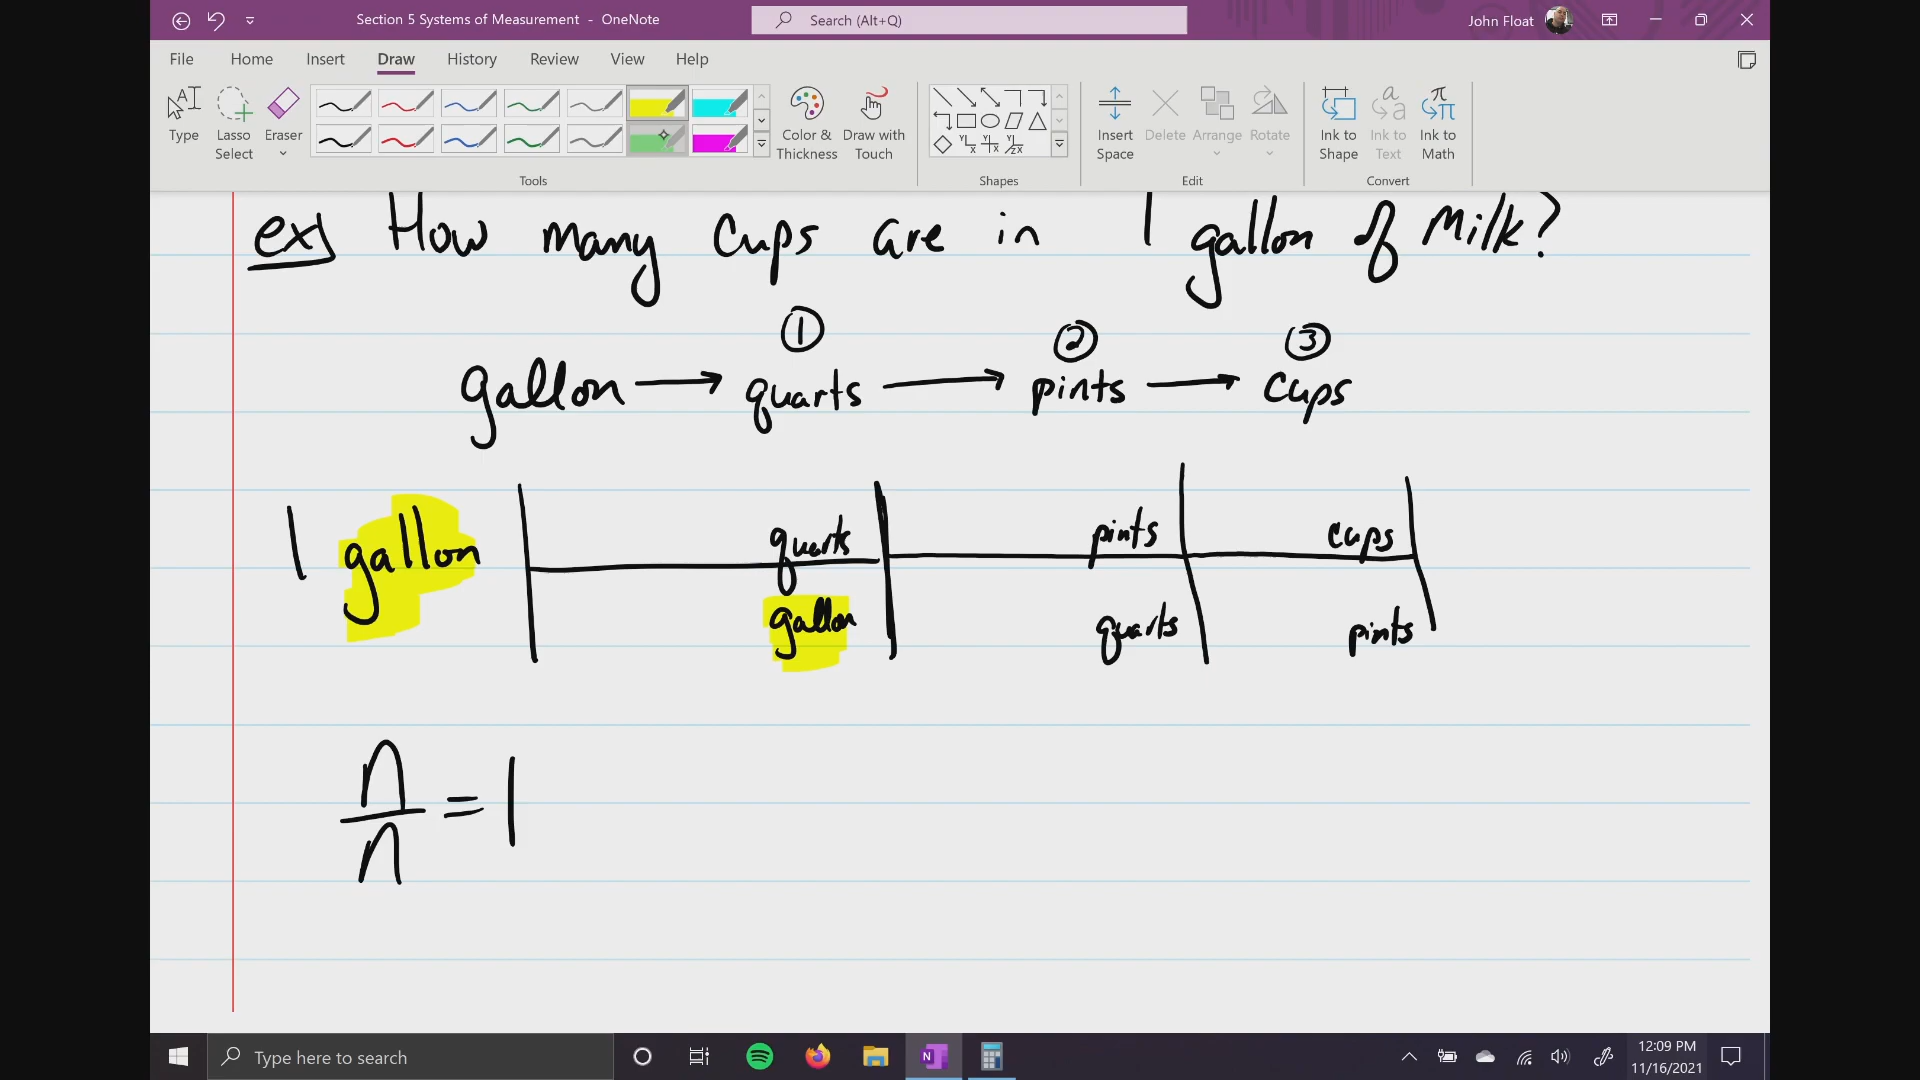 Section 5 Systems of Measurement - OneNote
Search (Alt+Q)
John Float
File Home Insert Draw History Review View Help
Type
Lasso Select
Eraser
Color & Thickness
Draw with Touch
Insert Space
Delete
Arrange
Rotate
Ink to Shape
Ink to Text
Ink to Math
Tools Shapes Edit Convert
ex) How many cups are in 1 gallon of Milk?
① ② ③
gallon → quarts → pints → cups
1 gallon quarts pints cups
gallon quarts pints
n
n = 1
Type here to search
12:09 PM
11/16/2021